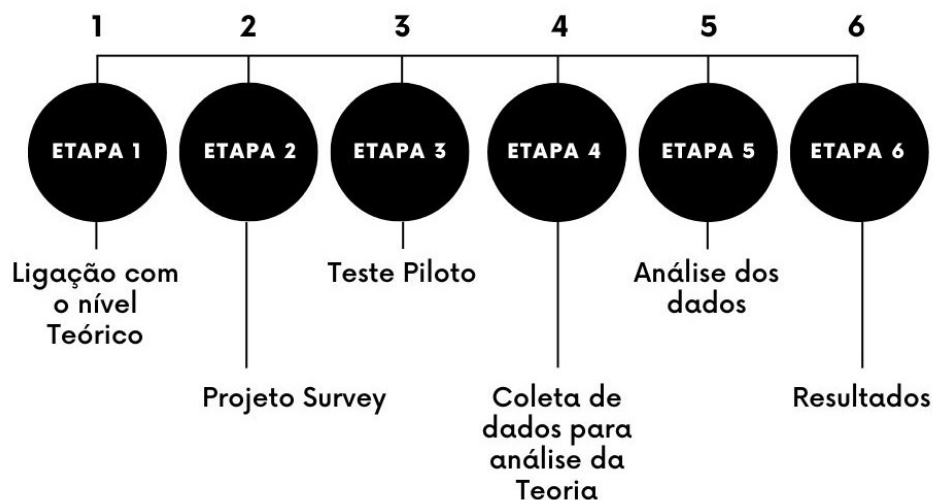 1 2 3 4 5 6
ETAPA 1 ETAPA 2 ETAPA 3 ETAPA 4 ETAPA 5 ETAPA 6
Ligação com
o nível
Teórico
Projeto Survey
Teste Piloto
Coleta de
dados para
análise da
Teoria
Análise dos
dados
Resultados